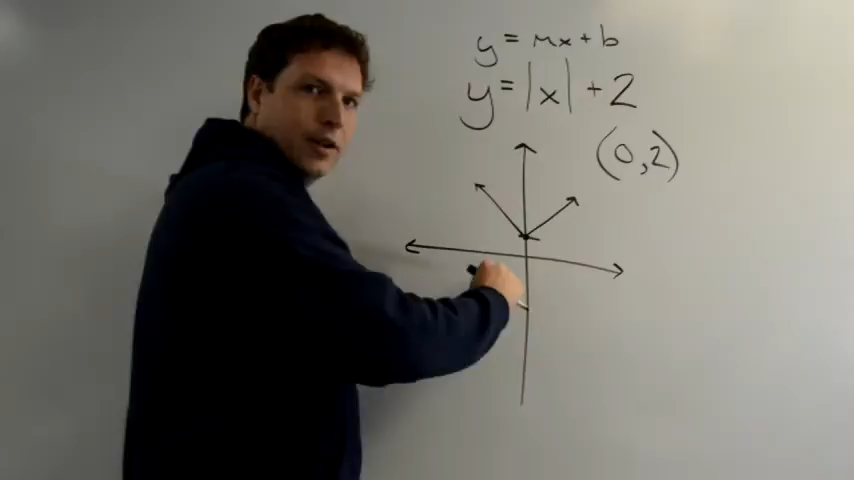 y = mx + b
y = |x| + 2
(0,2)